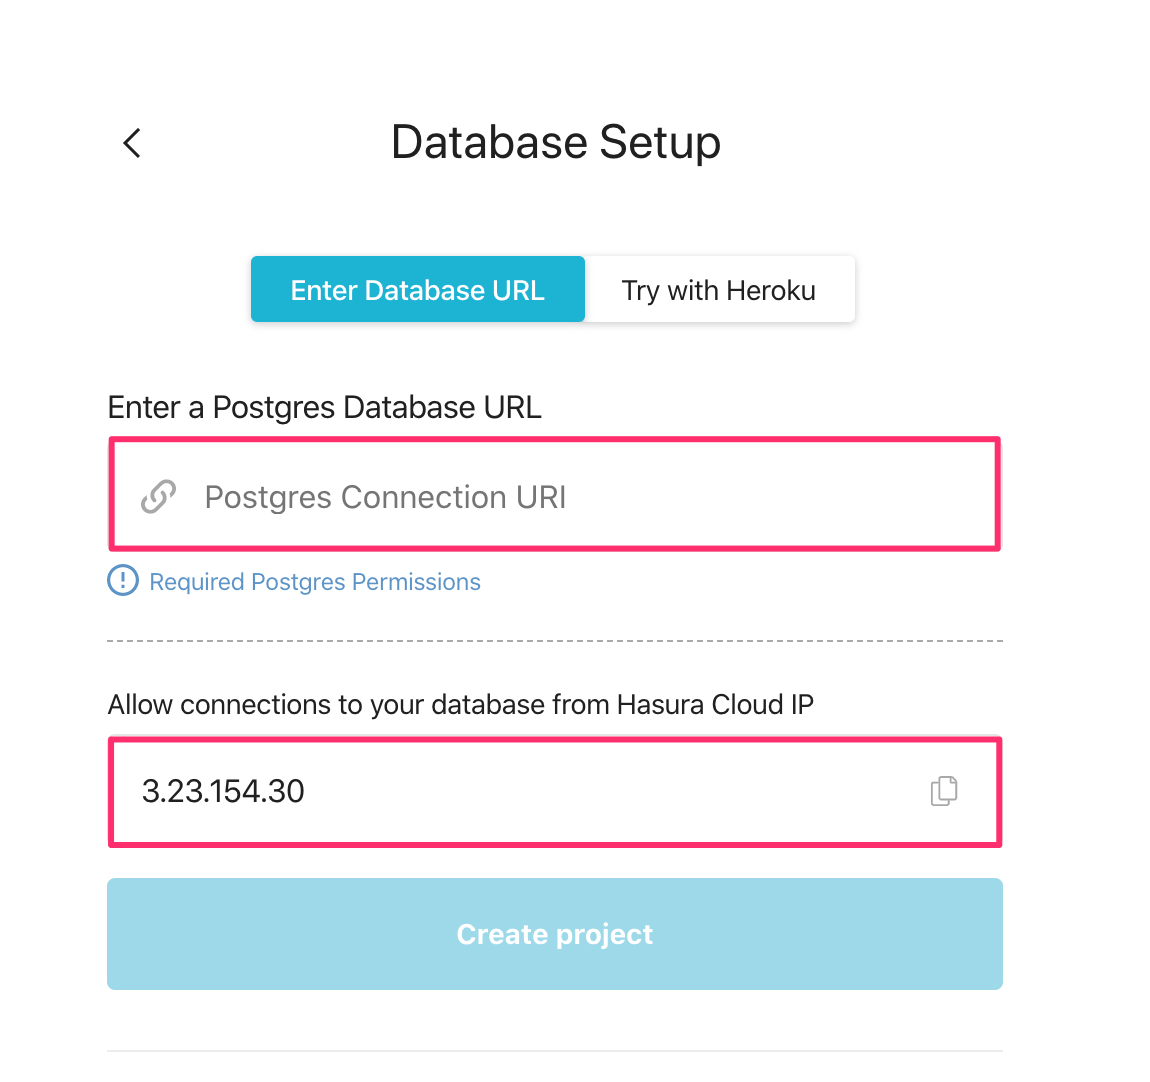 Database Setup
Enter Database URL
Try with Heroku
Enter a Postgres Database URL
Postgres Connection URI
Required Postgres Permissions
Allow connections to your database from Hasura Cloud IP
3.23.154.30
Create project